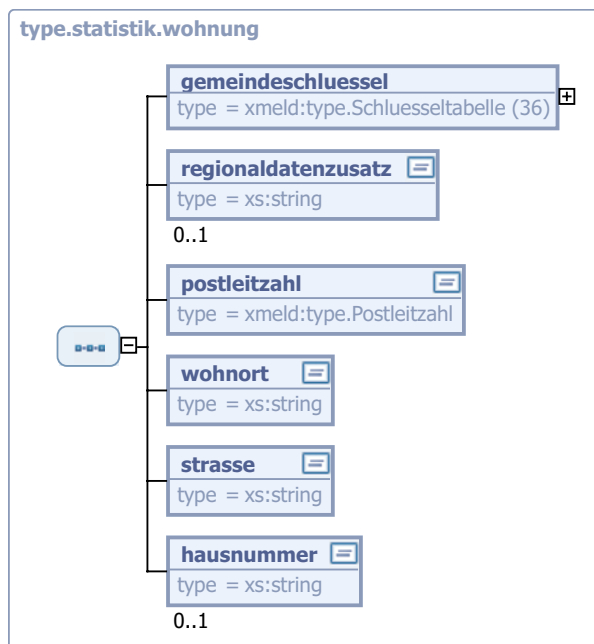 type.statistik.wohnung
gemeindeschluessel
type = xmeld:type.Schluesseltabelle (36)
regionaldatenzusatz
type = xs:string
0..1
postleitzahl
type = xmeld:type.Postleitzahl
wohnort
type = xs:string
strasse
type = xs:string
hausnummer
type = xs:string
0..1